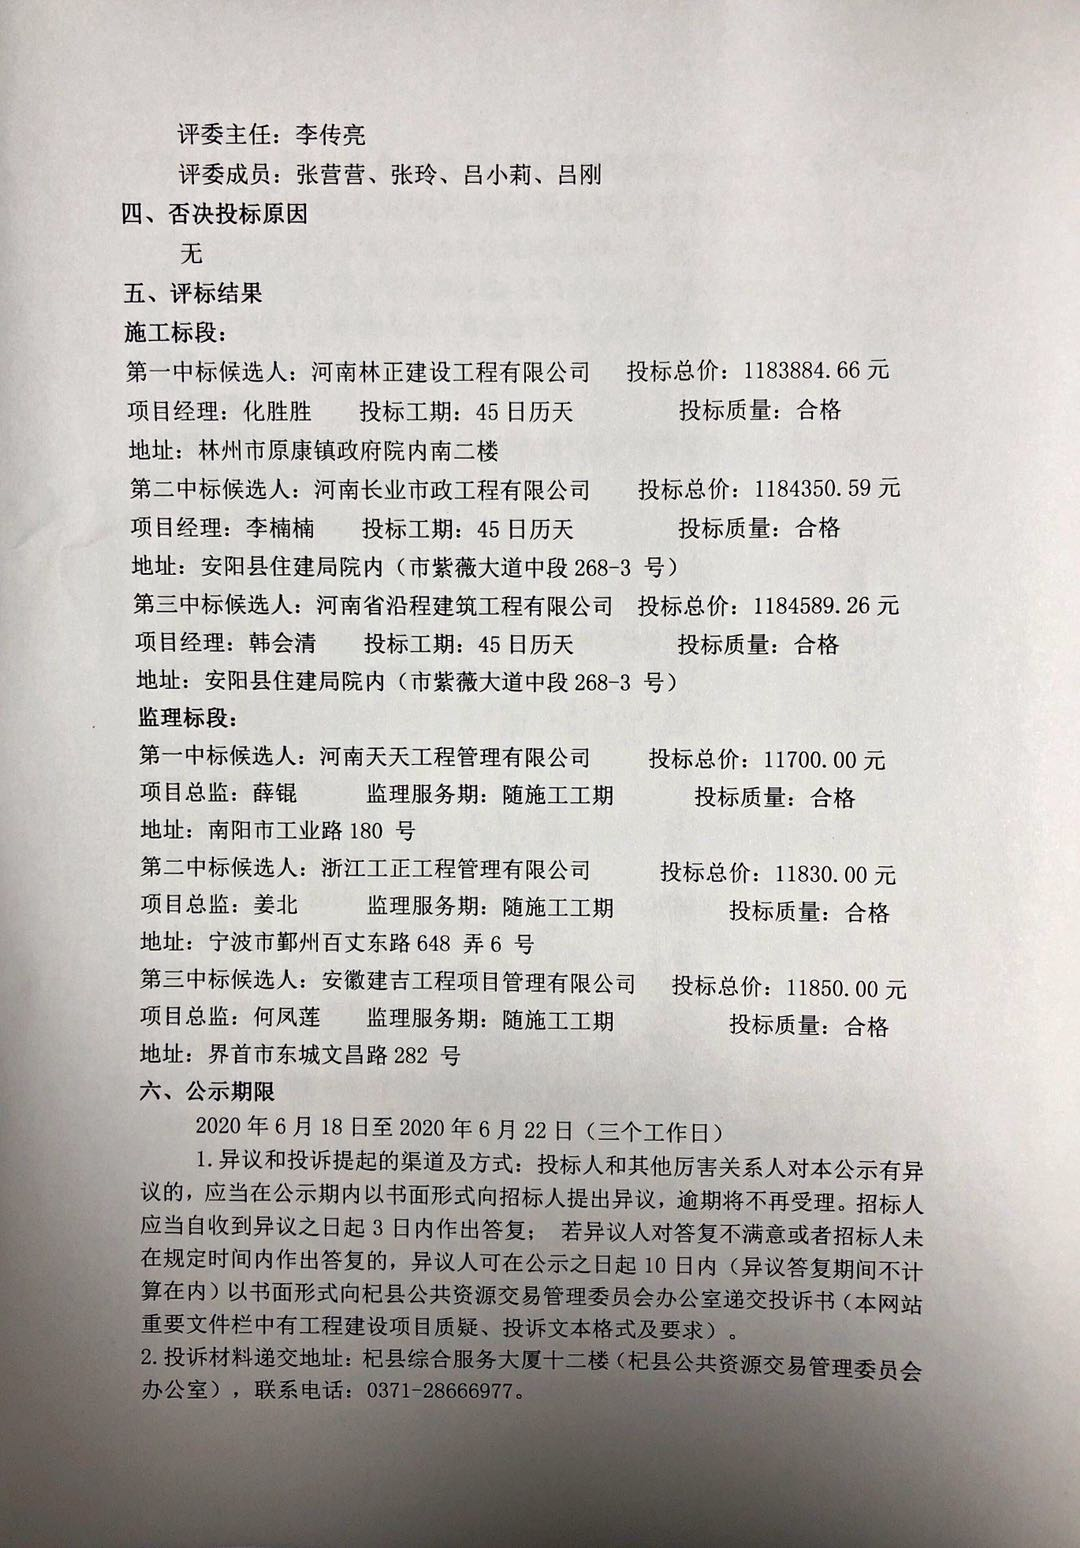 评委主任：李传亮
评委成员：张营营、张玲、吕小莉、吕刚
四、否决投标原因
无
五、评标结果
施工标段：
第一中标候选人：河南林正建设工程有限公司 投标总价：1183884.66 元
项目经理：化胜胜 投标工期：45 日历天 投标质量：合格
地址：林州市原康镇政府院内南二楼
第二中标候选人：河南长业市政工程有限公司 投标总价：1184350.59 元
项目经理：李楠楠 投标工期：45 日历天 投标质量：合格
地址：安阳县住建局院内（市紫薇大道中段 268-3 号）
第三中标候选人：河南省沿程建筑工程有限公司 投标总价：1184589.26 元
项目经理：韩会清 投标工期：45 日历天 投标质量：合格
地址：安阳县住建局院内（市紫薇大道中段 268-3 号）
监理标段：
第一中标候选人：河南天天工程管理有限公司 投标总价：11700.00 元
项目总监：薛锟 监理服务期：随施工工期 投标质量：合格
地址：南阳市工业路 180 号
第二中标候选人：浙江工正工程管理有限公司 投标总价：11830.00 元
项目总监：姜北 监理服务期：随施工工期 投标质量：合格
地址：宁波市鄞州百丈东路 648 弄 6 号
第三中标候选人：安徽建吉工程项目管理有限公司 投标总价：11850.00 元
项目总监：何凤莲 监理服务期：随施工工期 投标质量：合格
地址：界首市东城文昌路 282 号
六、公示期限
2020 年 6 月 18 日至 2020 年 6 月 22 日（三个工作日）
1.异议和投诉提起的渠道及方式：投标人和其他厉害关系人对本公示有异
议的，应当在公示期内以书面形式向招标人提出异议，逾期将不再受理。招标人
应当自收到异议之日起 3 日内作出答复； 若异议人对答复不满意或者招标人未
在规定时间内作出答复的，异议人可在公示之日起 10 日内（异议答复期间不计
算在内）以书面形式向杞县公共资源交易管理委员会办公室递交投诉书（本网站
重要文件栏中有工程建设项目质疑、投诉文本格式及要求）。
2.投诉材料递交地址：杞县综合服务大厦十二楼（杞县公共资源交易管理委员会
办公室），联系电话：0371-28666977。